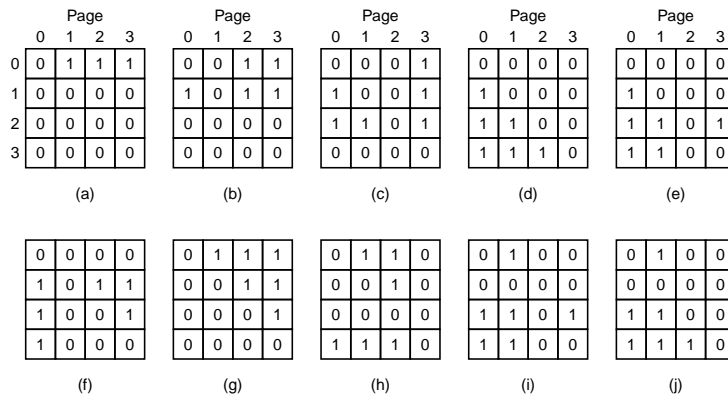 Page Page Page Page Page
0 1 2 3 0 1 2 3 0 1 2 3 0 1 2 3 0 1 2 3
0 0 1 1 1 0 0 1 1 0 0 0 1 0 0 0 0 0 0 0 0
1 0 0 0 0 1 0 1 1 1 0 0 1 1 0 0 0 1 0 0 0
2 0 0 0 0 0 0 0 0 1 1 0 1 1 1 0 0 1 1 0 1
3 0 0 0 0 0 0 0 0 0 0 0 0 1 1 1 0 1 1 0 0
(a) (b) (c) (d) (e)
0 0 0 0 0 1 1 1 0 1 1 0 0 1 0 0 0 1 0 0
1 0 1 1 0 0 1 1 0 0 1 0 0 0 0 0 0 0 0 0
1 0 0 1 0 0 0 1 0 0 0 0 1 1 0 1 1 1 0 0
1 0 0 0 0 0 0 0 1 1 1 0 1 1 0 0 1 1 1 0
(f) (g) (h) (i) (j)